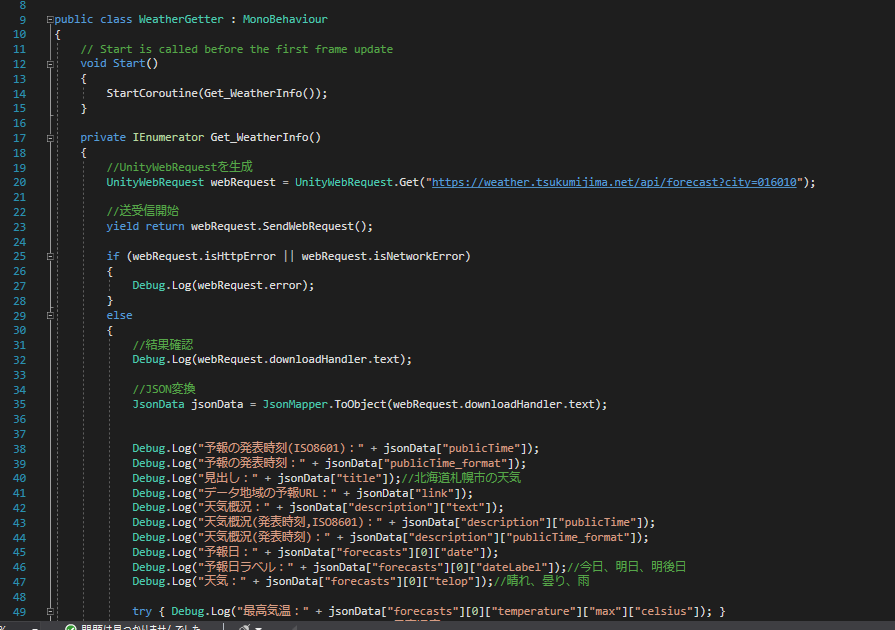 8
9 public class WeatherGetter : MonoBehaviour
10 {
11 // Start is called before the first frame update
12 void Start()
13 {
14 StartCoroutine(Get_WeatherInfo());
15 }
16
17 private IEnumerator Get_WeatherInfo()
18 {
19 //UnityWebRequestを生成
20 UnityWebRequest webRequest = UnityWebRequest.Get("https://weather.tsukumijima.net/api/forecast?city=016010");
21
22 //送受信開始
23 yield return webRequest.SendWebRequest();
24
25 if (webRequest.isHttpError || webRequest.isNetworkError)
26 {
27 Debug.Log(webRequest.error);
28 }
29 else
30 {
31 //結果確認
32 Debug.Log(webRequest.downloadHandler.text);
33
34 //JSON変換
35 JsonData jsonData = JsonMapper.ToObject(webRequest.downloadHandler.text);
36
37
38 Debug.Log("予報の発表時刻(ISO8601)：" + jsonData["publicTime"]);
39 Debug.Log("予報の発表時刻：" + jsonData["publicTime_format"]);
40 Debug.Log("見出し：" + jsonData["title"]);//北海道札幌市の天気
41 Debug.Log("データ地域の予報URL：" + jsonData["link"]);
42 Debug.Log("天気概況：" + jsonData["description"]["text"]);
43 Debug.Log("天気概況(発表時刻,ISO8601)：" + jsonData["description"]["publicTime"]);
44 Debug.Log("天気概況(発表時刻)：" + jsonData["description"]["publicTime_format"]);
45 Debug.Log("予報日：" + jsonData["forecasts"][0]["date"]);
46 Debug.Log("予報日ラベル：" + jsonData["forecasts"][0]["dateLabel"]);//今日、明日、明後日
47 Debug.Log("天気：" + jsonData["forecasts"][0]["telop"]);//晴れ、曇り、雨
48
49 try { Debug.Log("最高気温：" + jsonData["forecasts"][0]["temperature"]["max"]["celsius"]); }
% 問題は見つかりませんでした